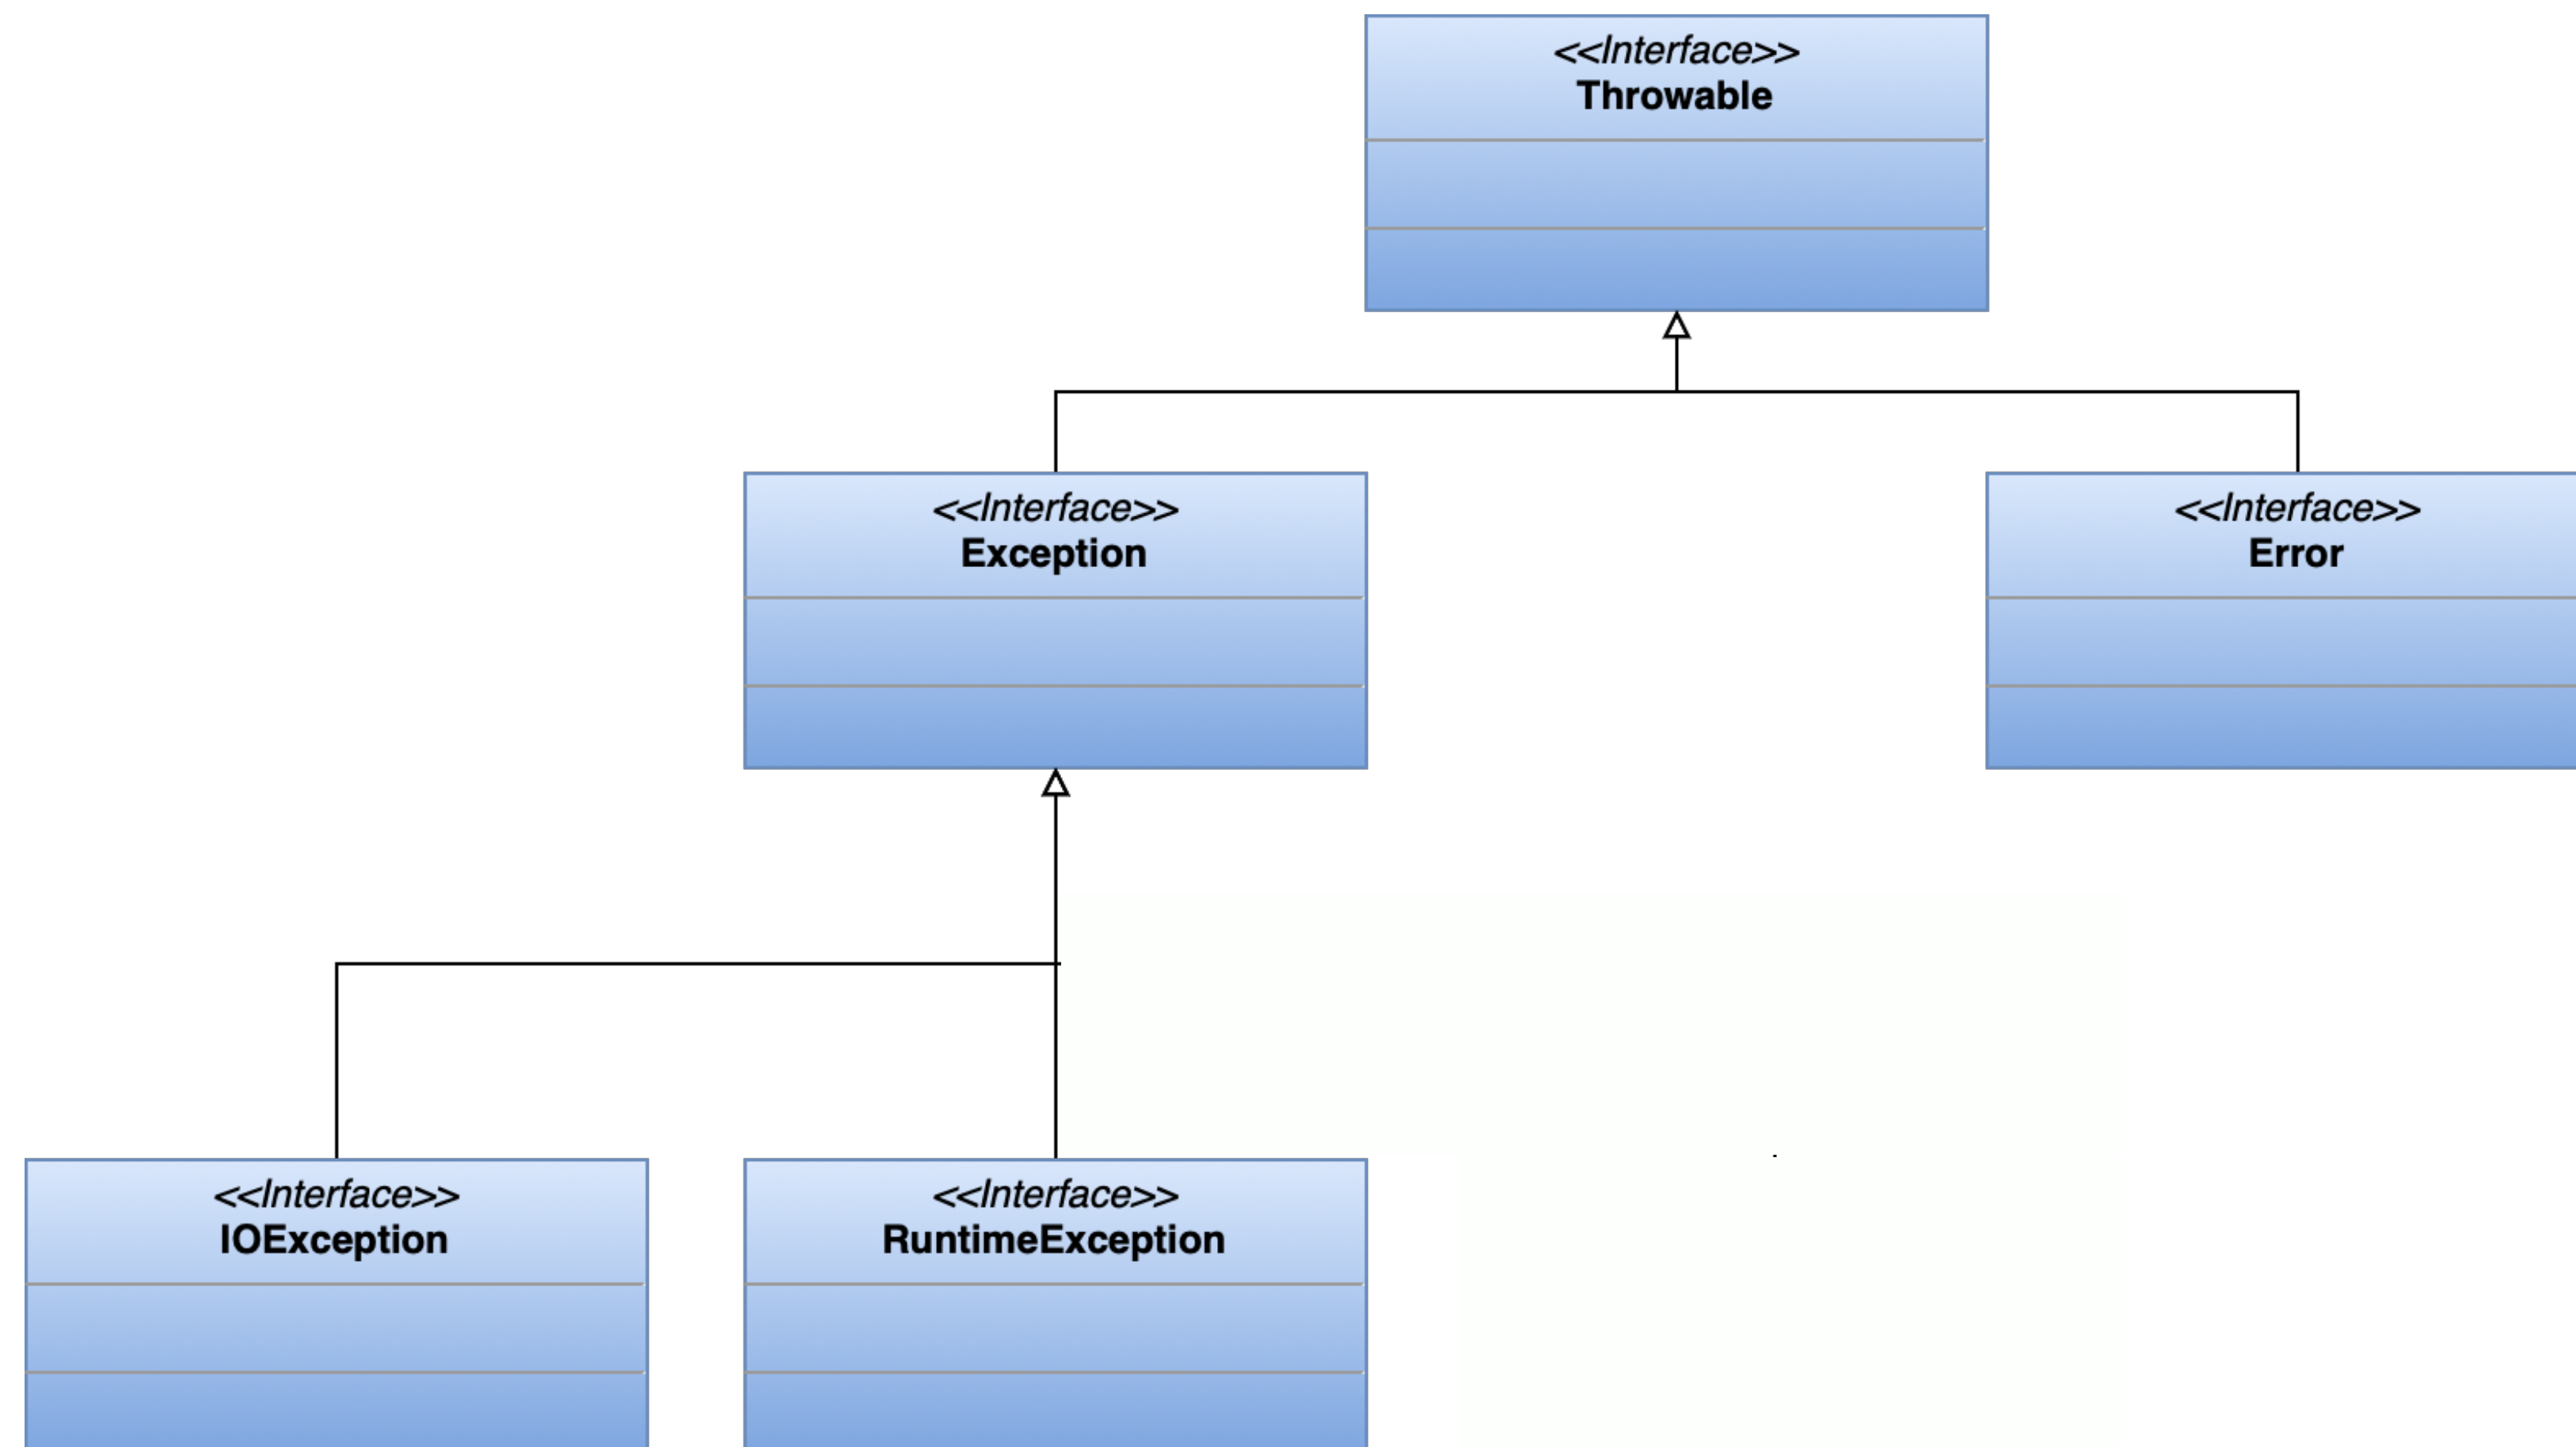 <<Interface>>
Throwable
<<Interface>>
Exception
<<Interface>>
Error
<<Interface>>
IOException
<<Interface>>
RuntimeException